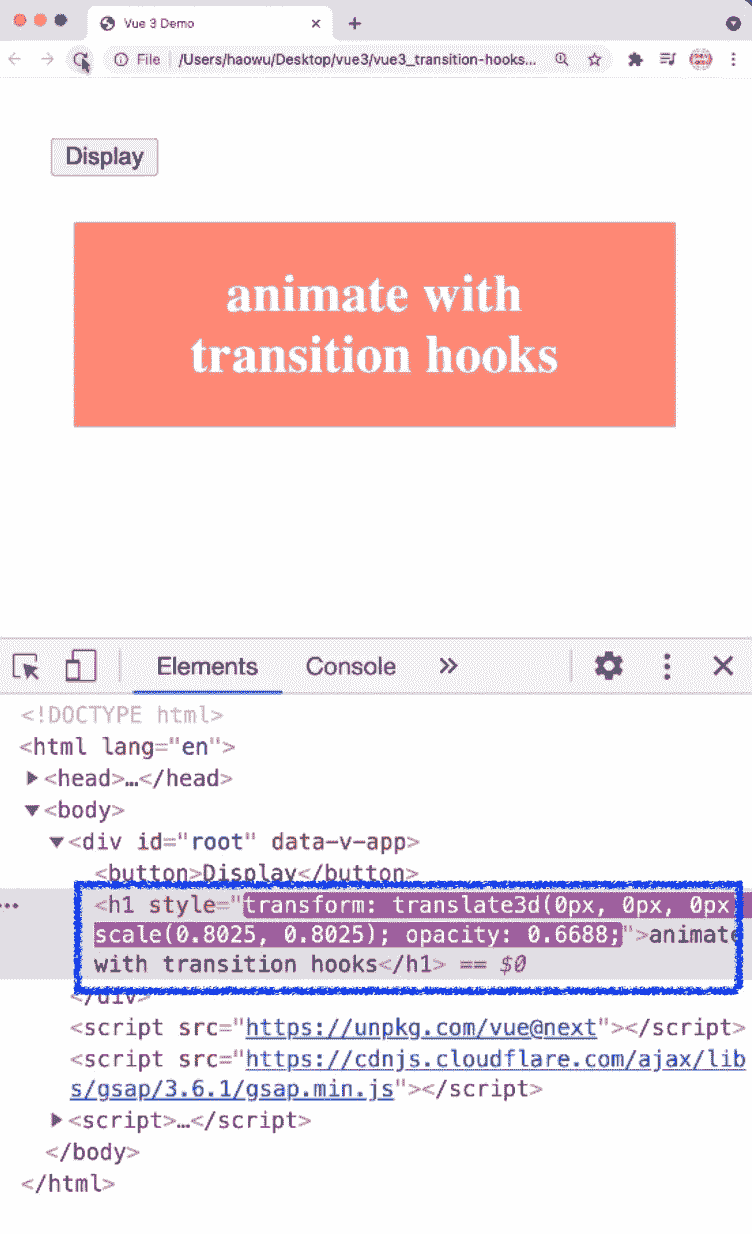 Vue 3 Demo
File | /Users/haowu/Desktop/vue3/vue3_transition-hooks...
Display
animate with
transition hooks
Elements Console »
<!DOCTYPE html>
<html lang="en">
<head>…</head>
<body>
<div id="root" data-v-app>
<button>Display</button>
<h1 style="transform: translate3d(0px, 0px, 0px
scale(0.8025, 0.8025); opacity: 0.6688;">animate
with transition hooks</h1> == $0
</div>
<script src="https://unpkg.com/vue@next"></script>
<script src="https://cdnjs.cloudflare.com/ajax/lib
s/gsap/3.6.1/gsap.min.js"></script>
<script>…</script>
</body>
</html>